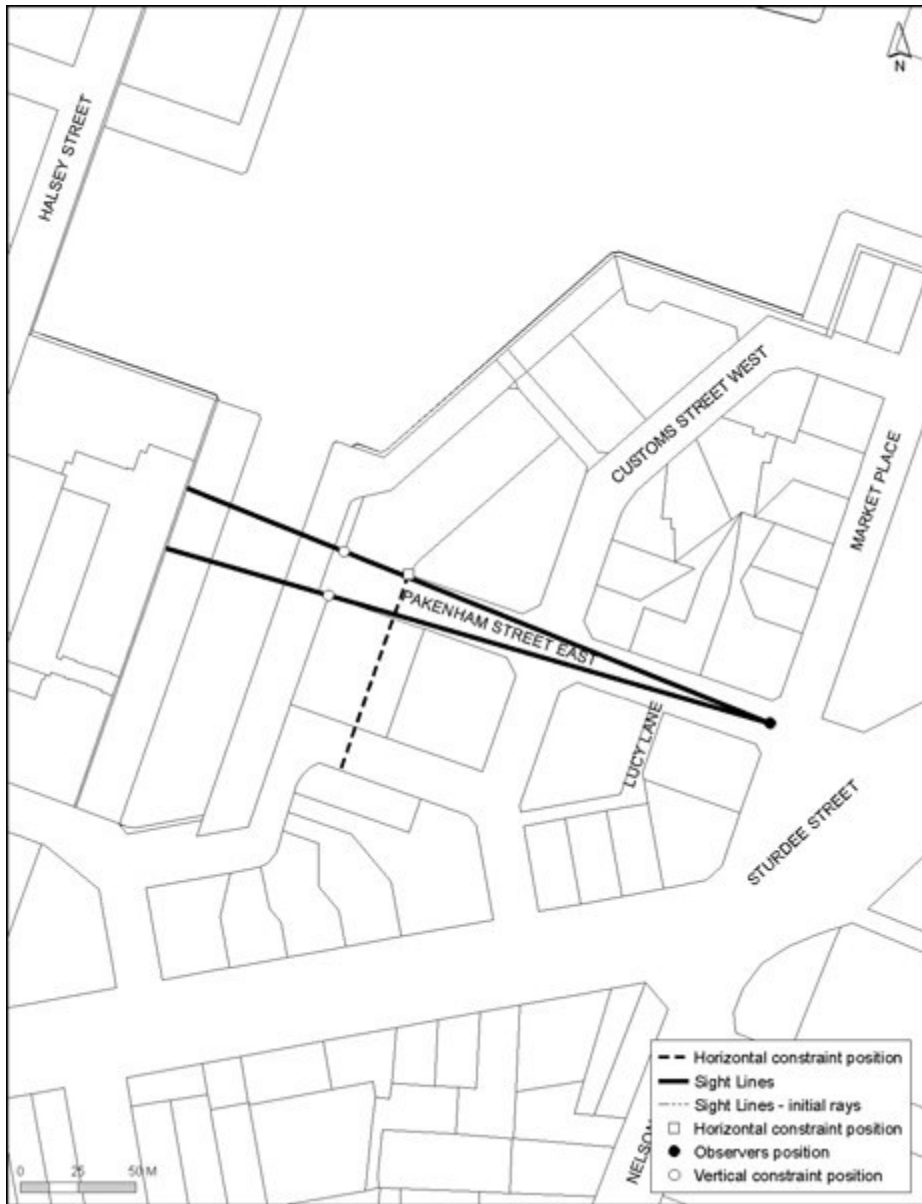 N
HALSEY STREET
CUSTOMS STREET WEST
MARKET PLACE
PAKENHAM STREET EAST
LUCY LANE
STURDEE STREET
NELSON
Horizontal constraint position
Sight Lines
Sight Lines - initial rays
Horizontal constraint position
Observers position
Vertical constraint position
0 25 50 M